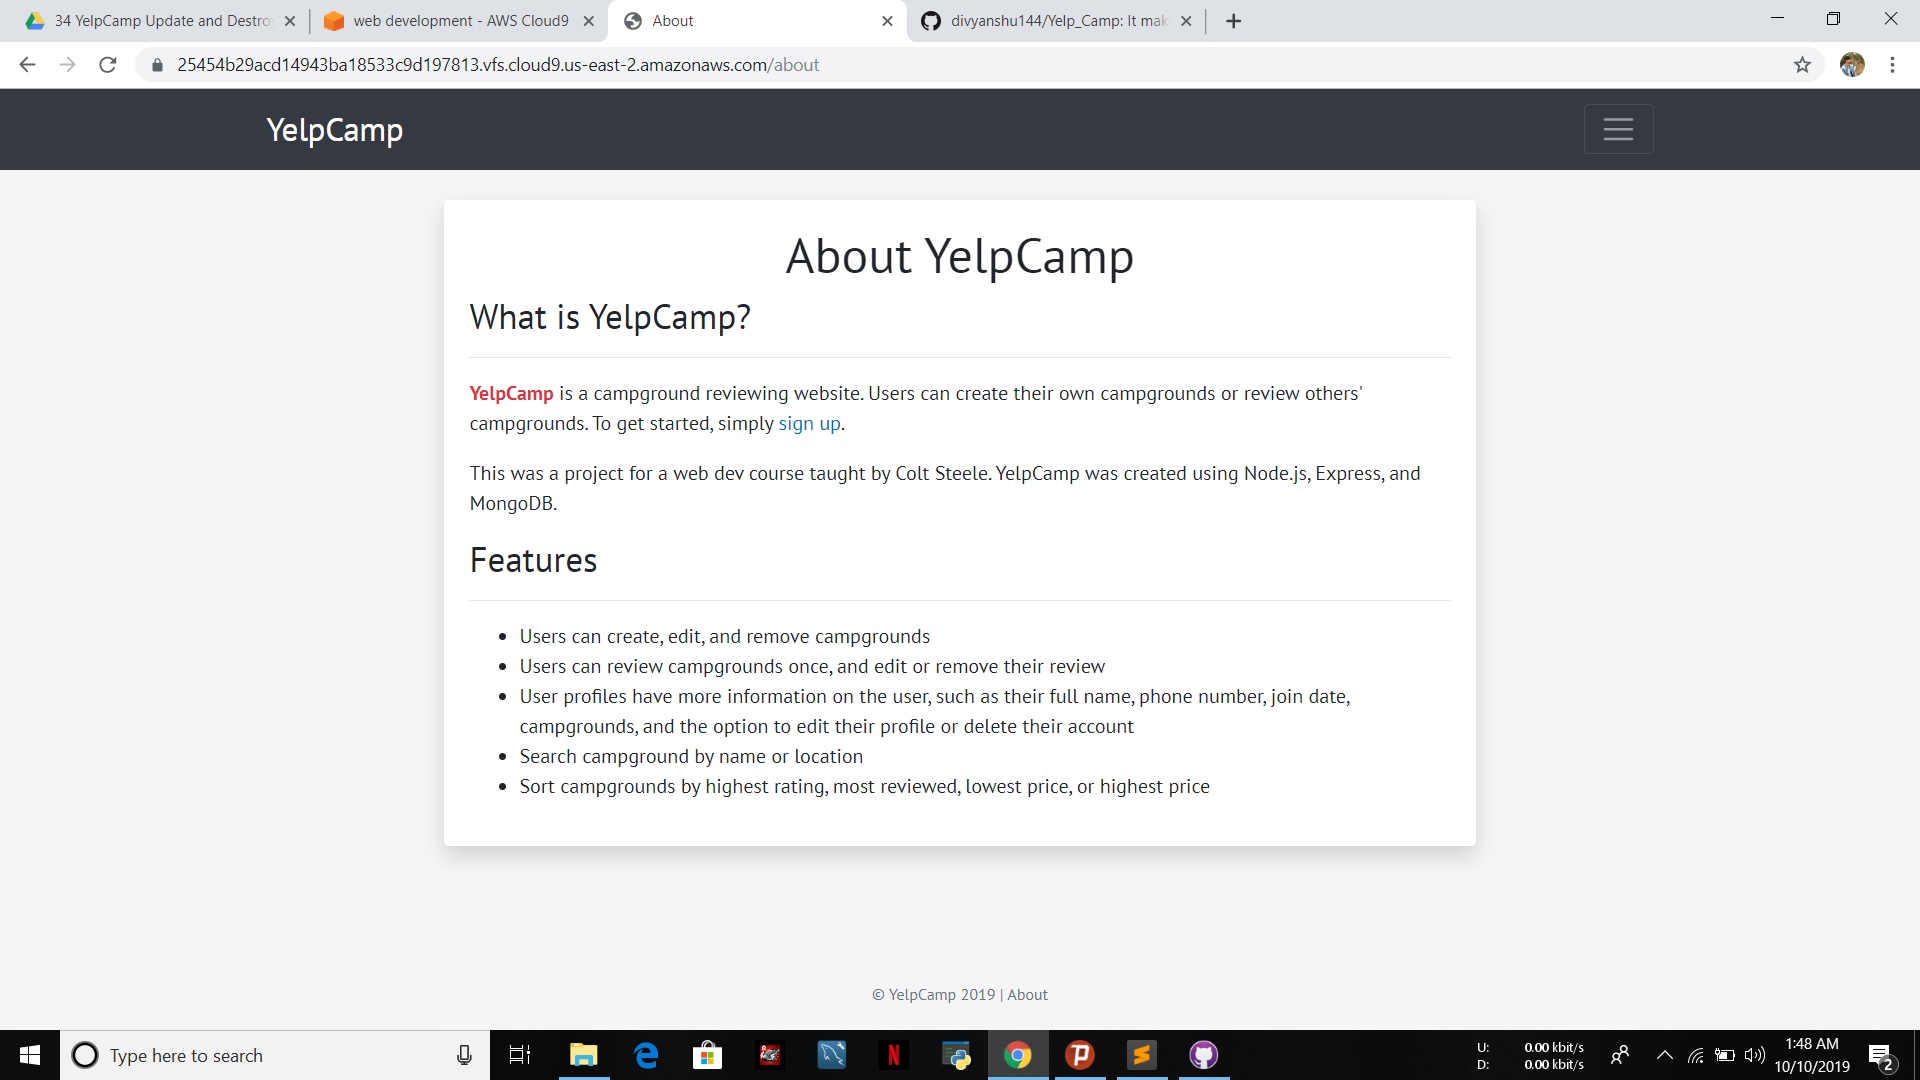 34 YelpCamp Update and Destro
web development - AWS Cloud9
About
divyanshu144/Yelp_Camp: It mak
25454b29acd14943ba18533c9d197813.vfs.cloud9.us-east-2.amazonaws.com/about
YelpCamp
About YelpCamp
What is YelpCamp?
YelpCamp is a campground reviewing website. Users can create their own campgrounds or review others'
campgrounds. To get started, simply sign up.
This was a project for a web dev course taught by Colt Steele. YelpCamp was created using Node.js, Express, and
MongoDB.
Features
• Users can create, edit, and remove campgrounds
• Users can review campgrounds once, and edit or remove their review
• User profiles have more information on the user, such as their full name, phone number, join date,
campgrounds, and the option to edit their profile or delete their account
• Search campground by name or location
• Sort campgrounds by highest rating, most reviewed, lowest price, or highest price
© YelpCamp 2019 | About
Type here to search
U: 0.00 kbit/s
D: 0.00 kbit/s
1:48 AM
10/10/2019
2